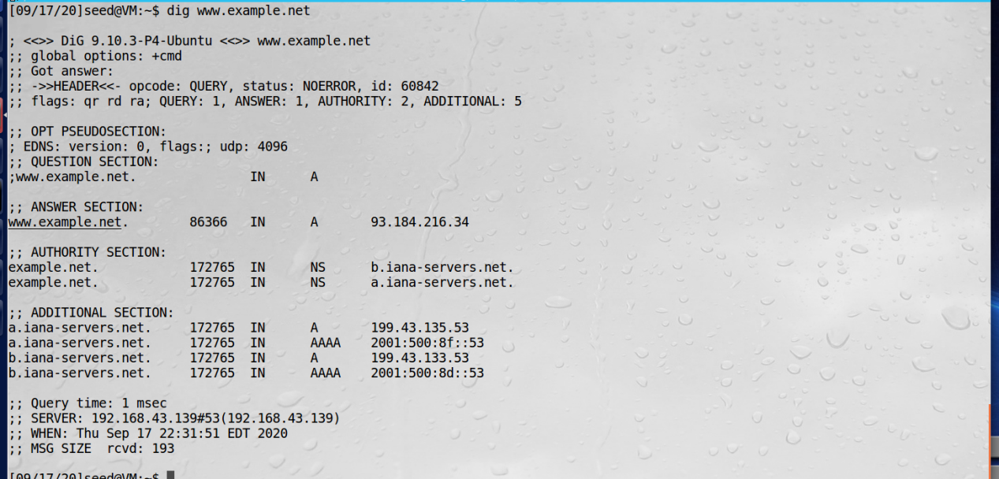 [09/17/20]seed@VM:~$ dig www.example.net
; <<>> DiG 9.10.3-P4-Ubuntu <<>> www.example.net
;; global options: +cmd
;; Got answer:
;; ->>HEADER<<- opcode: QUERY, status: NOERROR, id: 60842
;; flags: qr rd ra; QUERY: 1, ANSWER: 1, AUTHORITY: 2, ADDITIONAL: 5
;; OPT PSEUDOSECTION:
; EDNS: version: 0, flags:; udp: 4096
;; QUESTION SECTION:
;www.example.net. IN A
;; ANSWER SECTION:
www.example.net. 86366 IN A 93.184.216.34
;; AUTHORITY SECTION:
example.net. 172765 IN NS b.iana-servers.net.
example.net. 172765 IN NS a.iana-servers.net.
;; ADDITIONAL SECTION:
a.iana-servers.net. 172765 IN A 199.43.135.53
a.iana-servers.net. 172765 IN AAAA 2001:500:8f::53
b.iana-servers.net. 172765 IN A 199.43.133.53
b.iana-servers.net. 172765 IN AAAA 2001:500:8d::53
;; Query time: 1 msec
;; SERVER: 192.168.43.139#53(192.168.43.139)
;; WHEN: Thu Sep 17 22:31:51 EDT 2020
;; MSG SIZE rcvd: 193
[09/17/20]seed@VM:~$